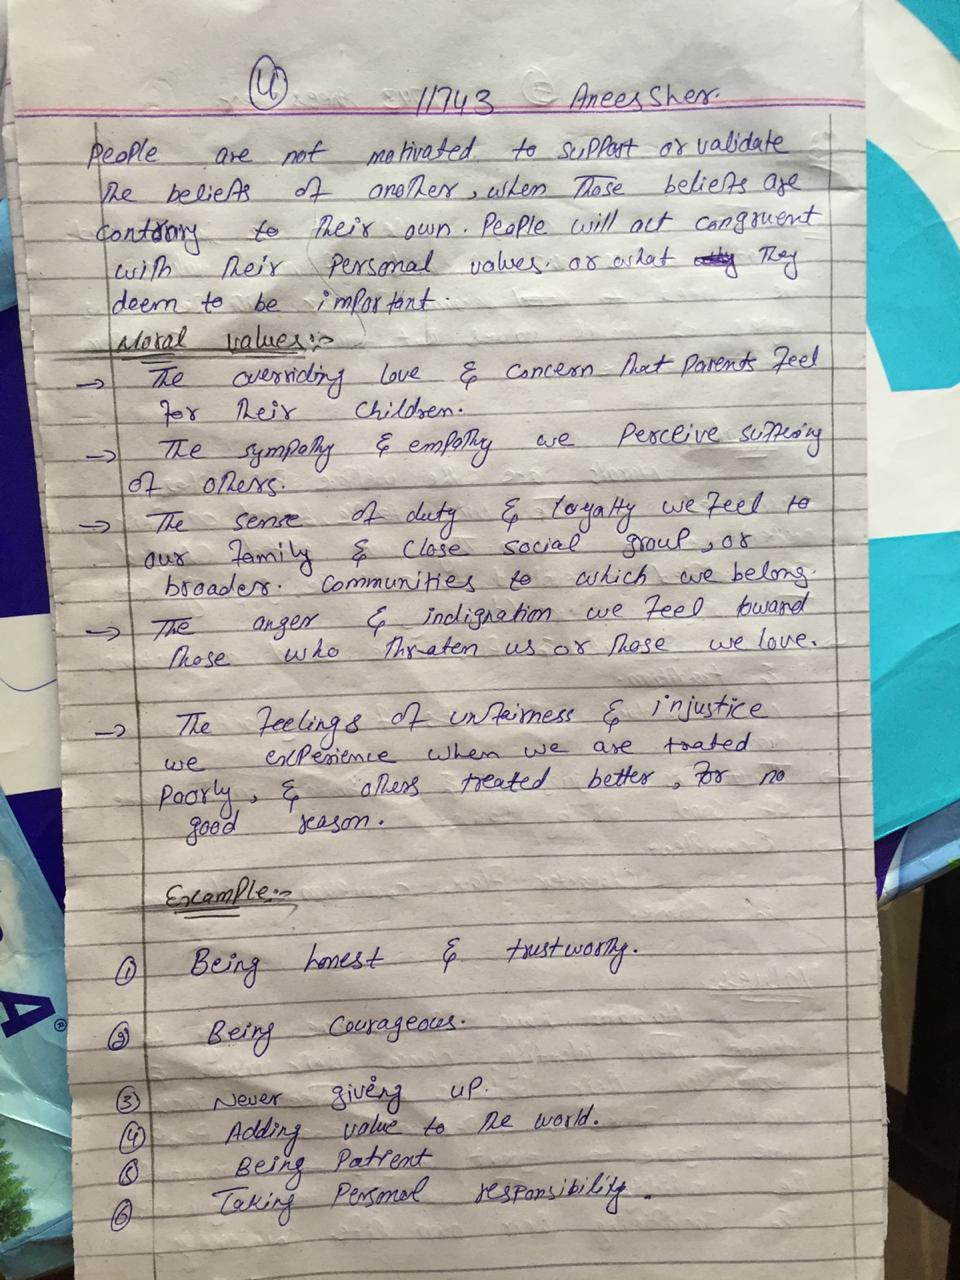 4
11743 Anees Sher.
People are not motivated to support or validate
the beliefs of another, when those beliefs are
contrary to their own. People will act congruent
with their personal values. or what they
deem to be important.
Moral values:-
→ The overriding love & concern that parents feel
for their children.
→ The sympathy & empathy we perceive suffering
of others.
→ The sense of duty & loyalty we feel to
our family & close social group, or
broader. communities to which we belong.
→ The anger & indignation we feel toward
those who thraten us or those we love.
→ The feelings of unfairness & injustice
we experience when we are trated
poorly, & others treated better, for no
good reason.
Example:-
① Being honest & trustworthy.
② Being Courageous.
③ Never giving up.
④ Adding value to the world.
⑤ Being Patient
⑥ Taking Personal responsibility.
A®